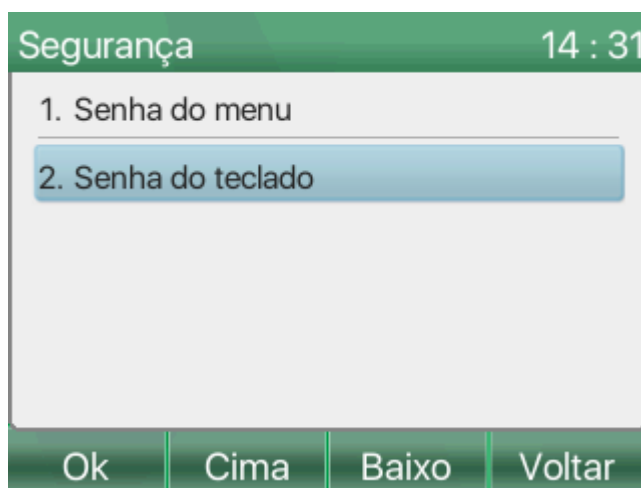 Segurança 14 : 31
1. Senha do menu
2. Senha do teclado
Ok Cima Baixo Voltar